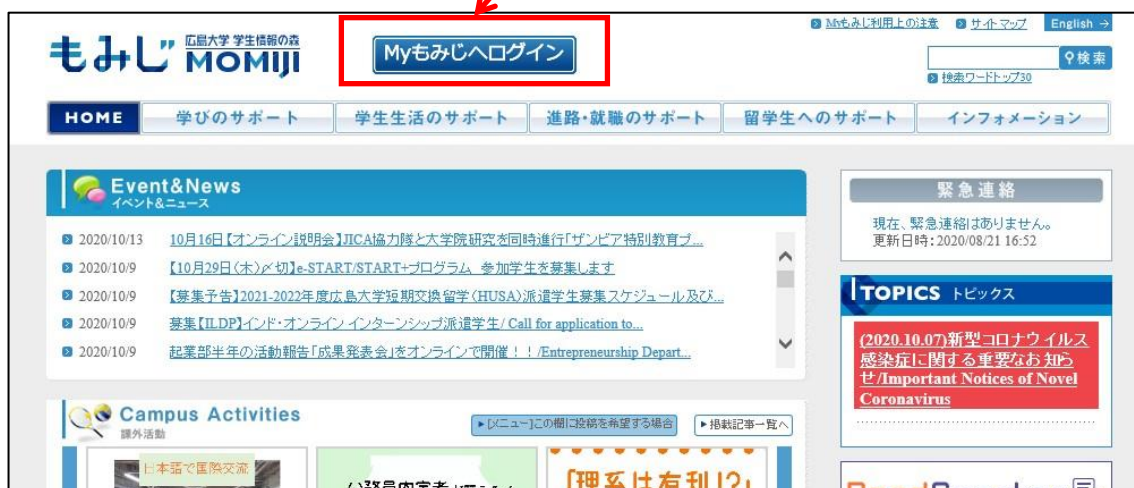 Myもみじ利用上の注意 サイトマップ English →
もみじ 広島大学 学生情報の森 MOMIJI
Myもみじへログイン
検索
検索ワードトップ30
HOME 学びのサポート 学生生活のサポート 進路・就職のサポート 留学生へのサポート インフォメーション
Event&News
イベント&ニュース
2020/10/13 10月16日【オンライン説明会】JICA協力隊と大学院研究を同時進行「ザンビア特別教育プ...
2020/10/9 【10月29日(木)〆切】e-START/START+プログラム 参加学生を募集します
2020/10/9 【募集予告】2021-2022年度広島大学短期交換留学(HUSA)派遣学生募集スケジュール及び...
2020/10/9 募集【ILDP】インド・オンラインインターンシップ派遣学生/ Call for application to...
2020/10/9 起業部半年の活動報告「成果発表会」をオンラインで開催!!/Entrepreneurship Depart...
緊急連絡
現在、緊急連絡はありません。
更新日時:2020/08/21 16:52
TOPICS トピックス
(2020.10.07)新型コロナウイルス
感染症に関する重要なお知ら
せ/Important Notices of Novel
Coronavirus
Campus Activities
課外活動
[メニュー]この欄に投稿を希望する場合 掲載記事一覧へ
日本語で国際交流
「理系は有利!?」